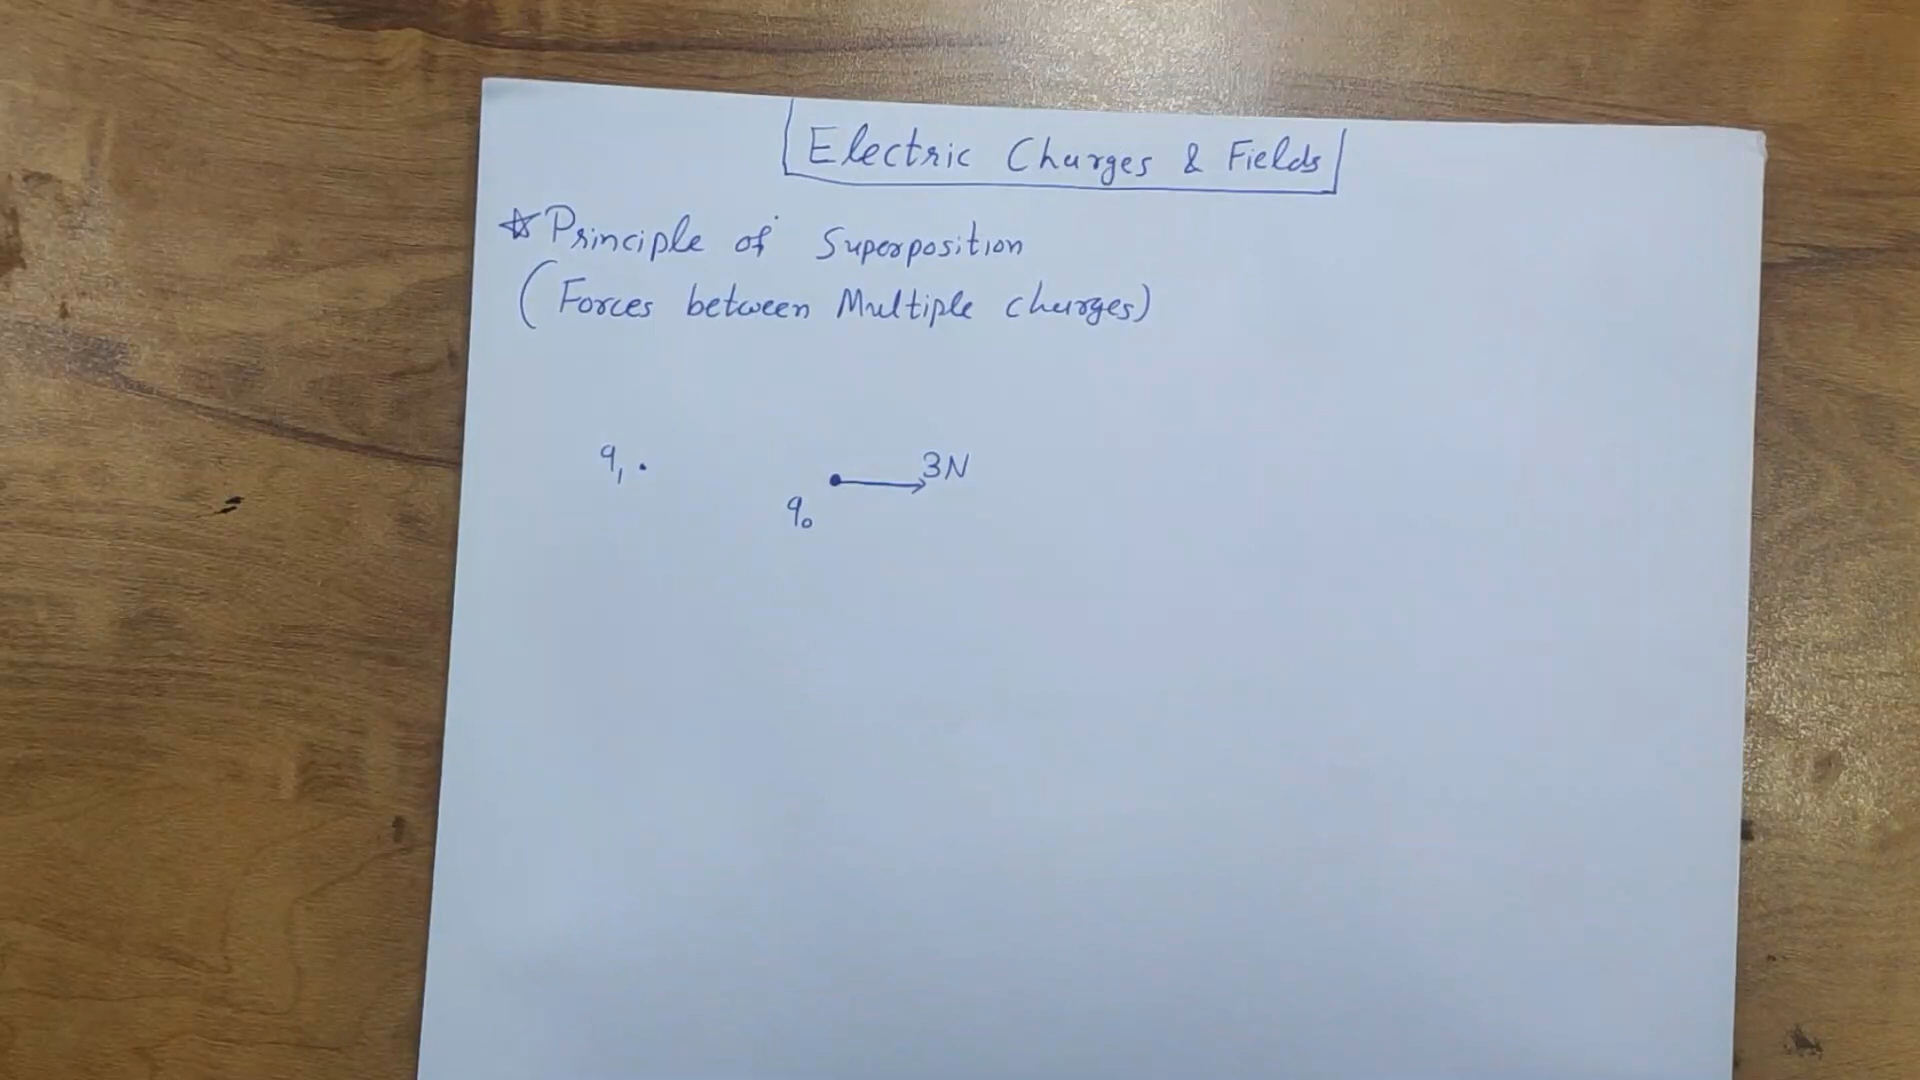 Electric Charges & Fields
☆ Principle of Superposition
(Forces between Multiple charges)
q₁ 3N
q₀